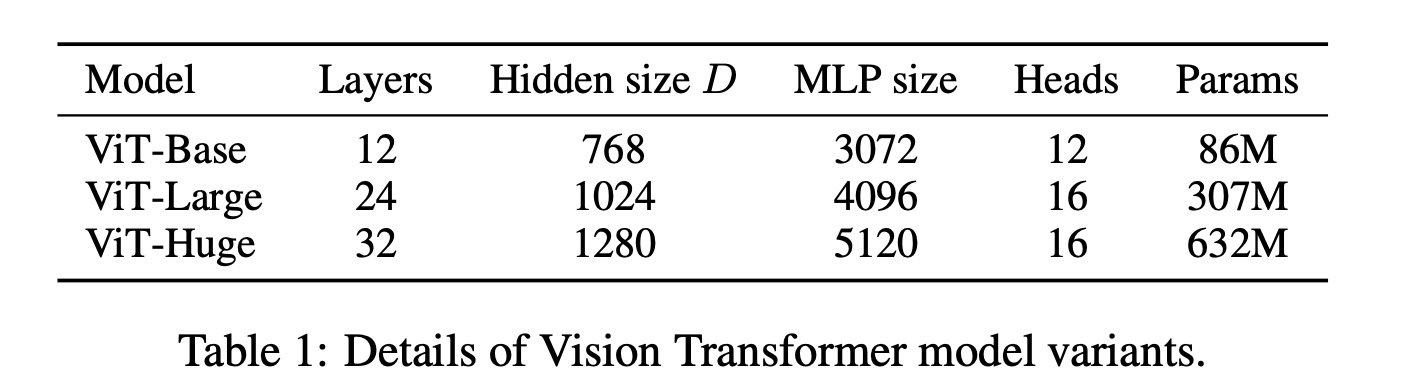 Model Layers Hidden size D MLP size Heads Params
ViT-Base 12 768 3072 12 86M
ViT-Large 24 1024 4096 16 307M
ViT-Huge 32 1280 5120 16 632M
Table 1: Details of Vision Transformer model variants.